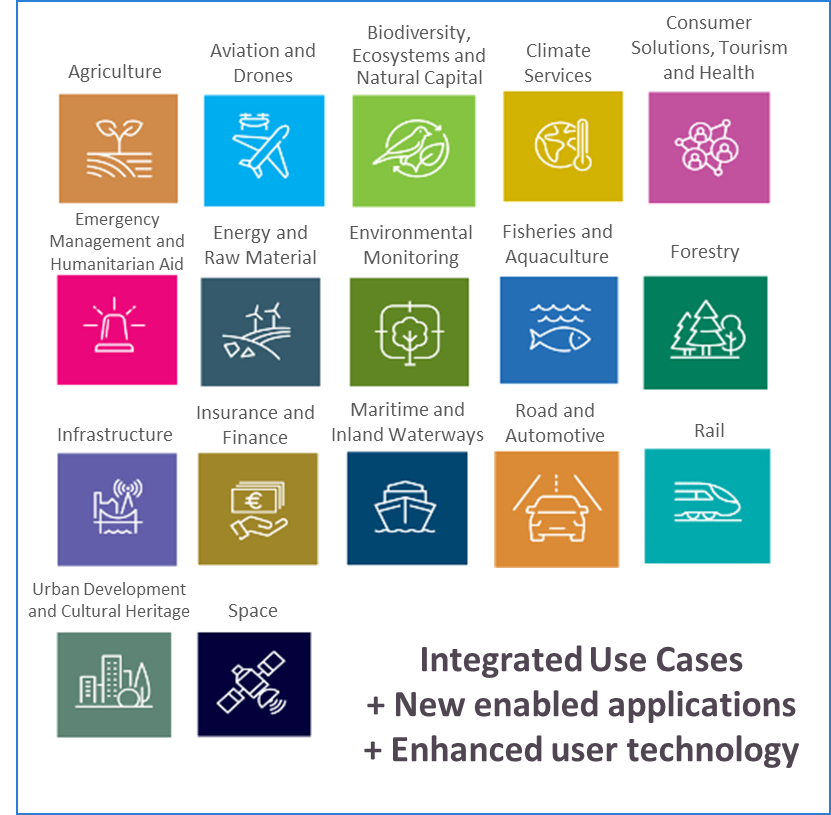 Agriculture
Aviation and
Drones
Biodiversity,
Ecosystems and
Natural Capital
Climate
Services
Consumer
Solutions, Tourism
and Health
Emergency
Management and
Humanitarian Aid
Energy and
Raw Material
Environmental
Monitoring
Fisheries and
Aquaculture
Forestry
Infrastructure
Insurance and
Finance
€
Maritime and
Inland Waterways
Road and
Automotive
Rail
Urban Development
and Cultural Heritage
Space
Integrated Use Cases
+ New enabled applications
+ Enhanced user technology